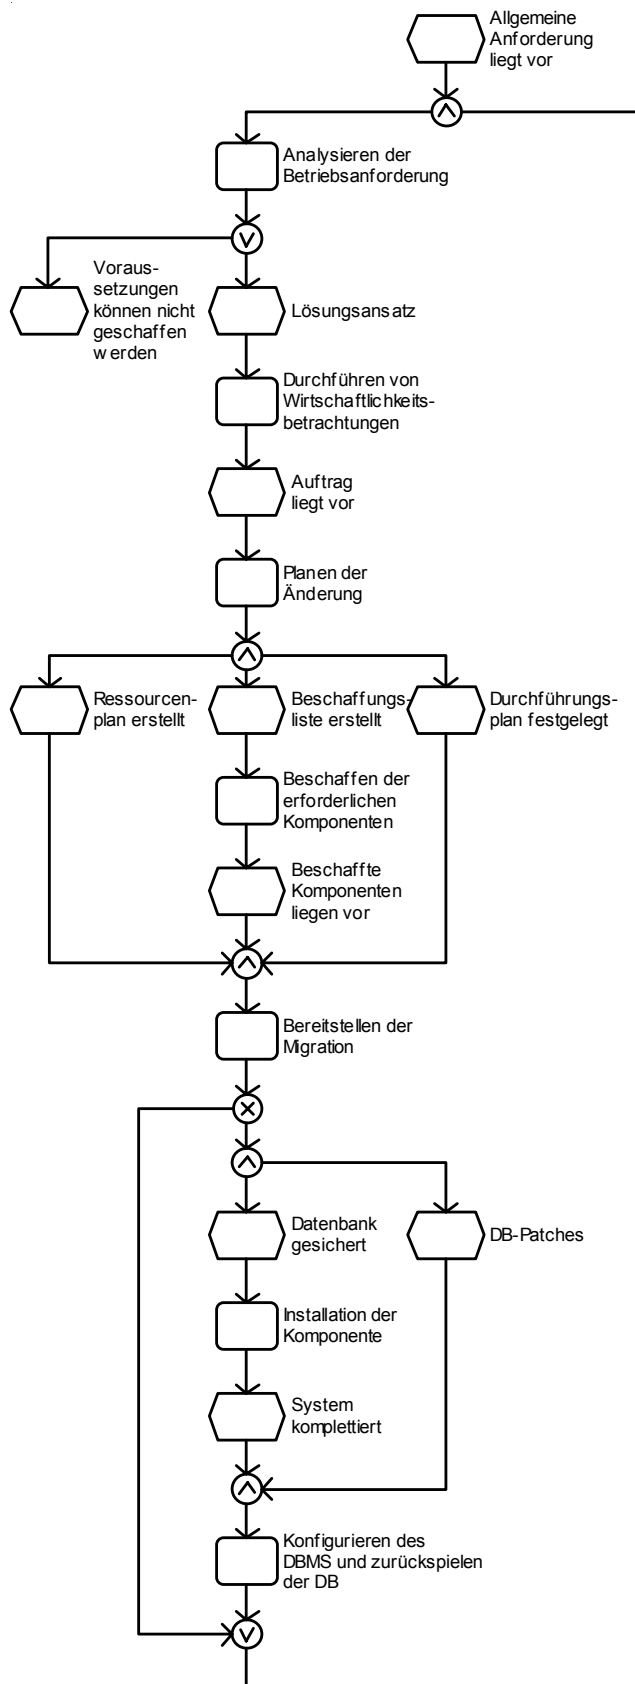 Allgemeine
Anforderung
liegt vor
Analysieren der
Betriebsanforderung
Voraus-
setzungen
können nicht
geschaffen
werden
Lösungsansatz
Durchführen von
Wirtschaftlichkeits-
betrachtungen
Auftrag
liegt vor
Planen der
Änderung
Ressourcen-
plan erstellt
Beschaffungs-
liste erstellt
Durchführungs-
plan festgelegt
Beschaffen der
erforderlichen
Komponenten
Beschaffte
Komponenten
liegen vor
Bereitstellen der
Migration
Datenbank
gesichert
DB-Patches
Installation der
Komponente
System
komplettiert
Konfigurieren des
DBMS und zurückspielen
der DB